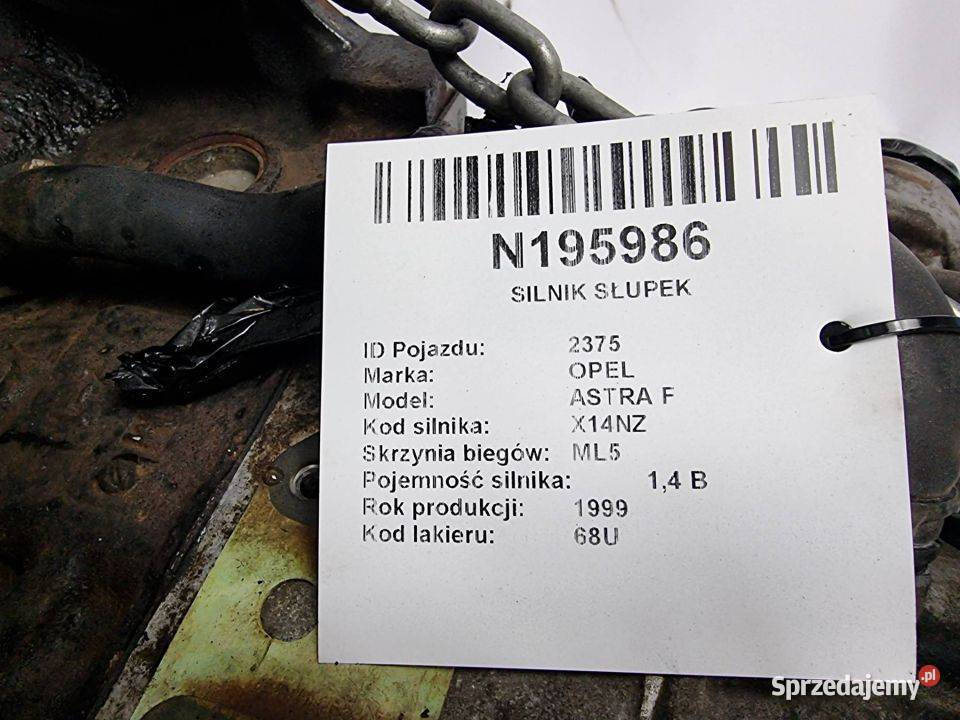 N195986
SILNIK SŁUPEK
ID Pojazdu: 2375
Marka: OPEL
Model: ASTRA F
Kod silnika: X14NZ
Skrzynia biegów: ML5
Pojemność silnika: 1,4 B
Rok produkcji: 1999
Kod lakieru: 68U
Sprzedajemy.pl